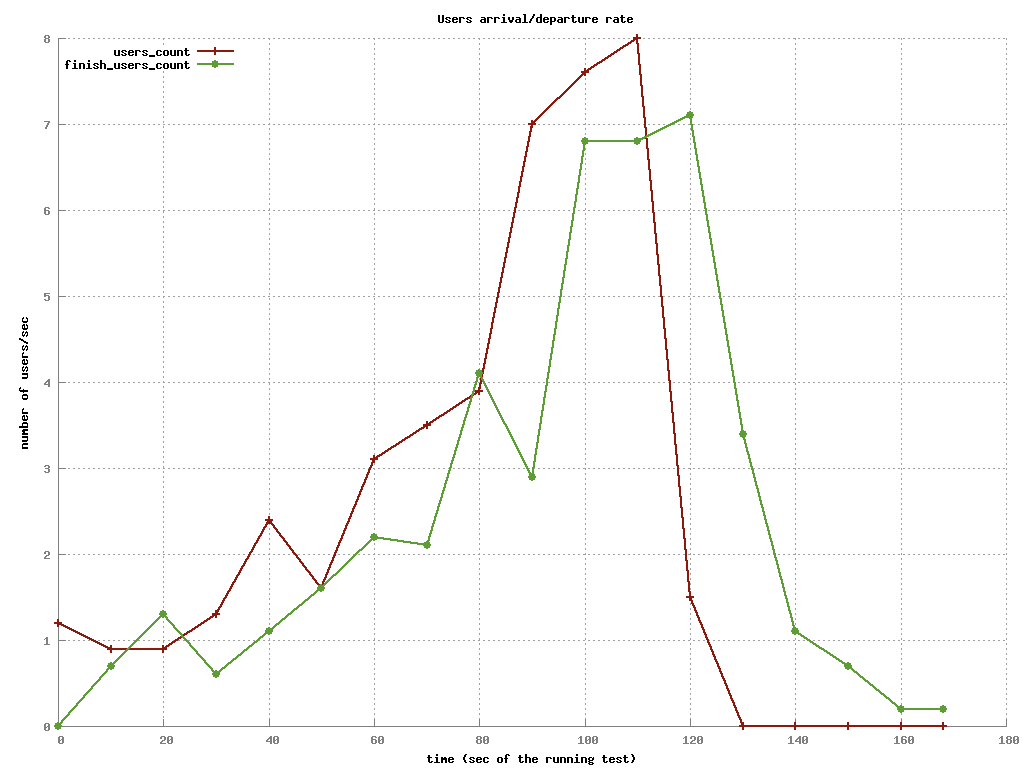 Users arrival/departure rate
users_count
finish_users_count
8
7
6
5
4
3
2
1
0
number of users/sec
0 20 40 60 80 100 120 140 160 180
time (sec of the running test)